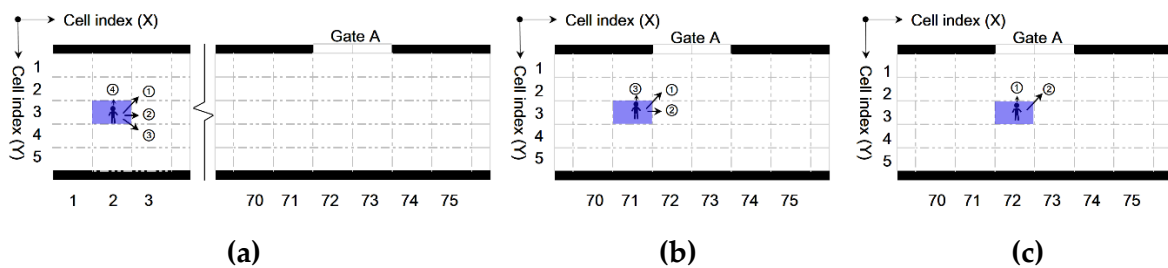 Cell index (X)
Gate A
Cell index (Y)
1
2
3
4
5
④
①
②
③
1 2 3 70 71 72 73 74 75
(a)
Cell index (X)
Gate A
Cell index (Y)
1
2
3
4
5
③
①
②
70 71 72 73 74 75
(b)
Cell index (X)
Gate A
Cell index (Y)
1
2
3
4
5
①
②
70 71 72 73 74 75
(c)